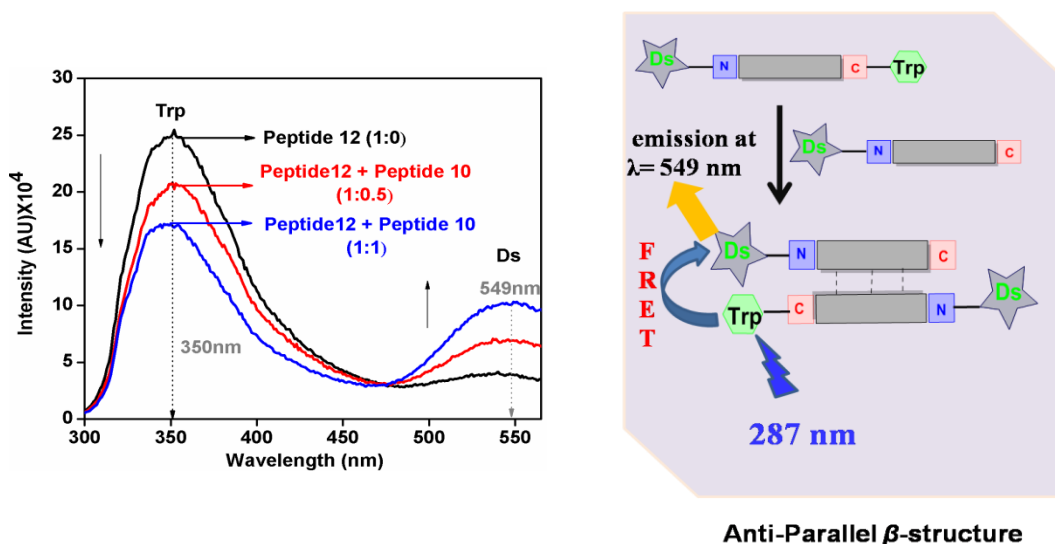 30
25
20
15
10
5
0
Intensity (AU)X10⁴
300
350
400
450
500
550
Wavelength (nm)
Trp
Peptide 12 (1:0)
Peptide12 + Peptide 10
(1:0.5)
Peptide12 + Peptide 10
(1:1)
Ds
549nm
350nm
Ds
N
C
Trp
emission at
λ= 549 nm
Ds
N
C
F
R
E
T
Ds
N
C
Trp
C
N
Ds
287 nm
Anti-Parallel β-structure